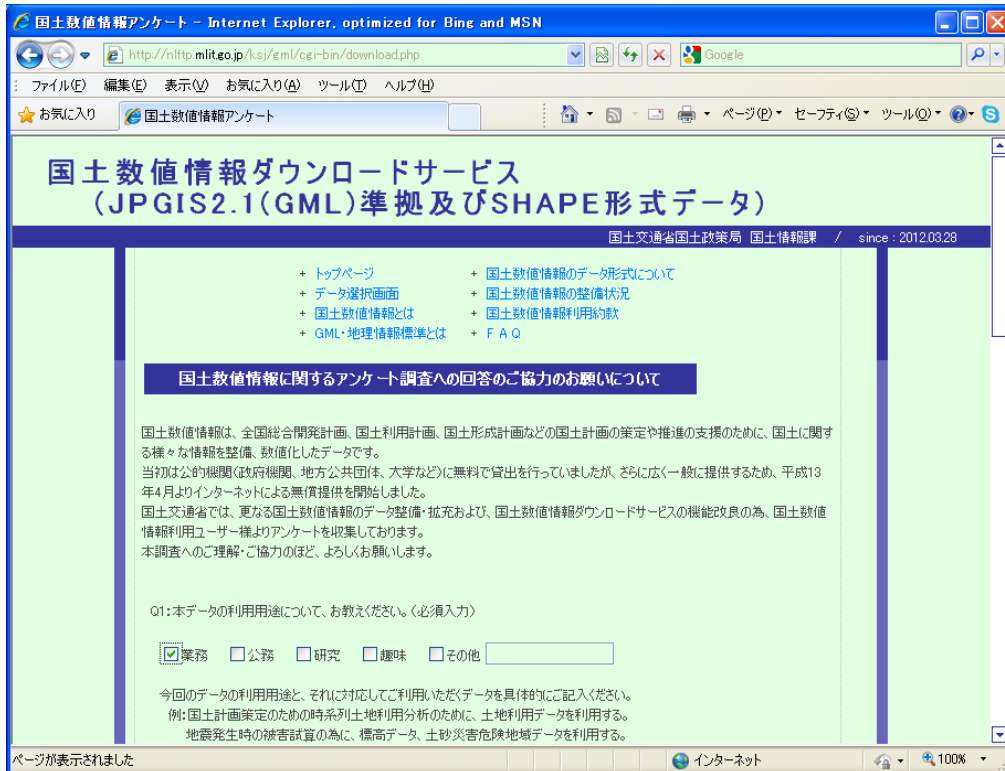 国土数値情報アンケート - Internet Explorer, optimized for Bing and MSN
http://nlftp.mlit.go.jp/ksj/gml/cgi-bin/download.php
Google
ファイル(F) 編集(E) 表示(V) お気に入り(A) ツール(T) ヘルプ(H)
お気に入り 国土数値情報アンケート ページ(P) セーフティ(S) ツール(O)
国土数値情報ダウンロードサービス
(JPGIS2.1(GML)準拠及びSHAPE形式データ)
国土交通省国土政策局 国土情報課 / since : 2012.03.28
+ トップページ + 国土数値情報のデータ形式について
+ データ選択画面 + 国土数値情報の整備状況
+ 国土数値情報とは + 国土数値情報利用約款
+ GML・地理情報標準とは + F A Q
国土数値情報に関するアンケート調査への回答のご協力のお願いについて
国土数値情報は、全国総合開発計画、国土利用計画、国土形成計画などの国土計画の策定や推進の支援のために、国土に関す
る様々な情報を整備、数値化したデータです。
当初は公的機関(政府機関、地方公共団体、大学など)に無料で貸出を行っていましたが、さらに広く一般に提供するため、平成13
年4月よりインターネットによる無償提供を開始しました。
国土交通省では、更なる国土数値情報のデータ整備・拡充および、国土数値情報ダウンロードサービスの機能改良の為、国土数値
情報利用ユーザー様よりアンケートを収集しております。
本調査へのご理解・ご協力のほど、よろしくお願いします。
Q1:本データの利用用途について、お教えください。(必須入力)
業務 公務 研究 趣味 その他
今回のデータの利用用途と、それに対応してご利用いただくデータを具体的にご記入ください。
例:国土計画策定のための時系列土地利用分析のために、土地利用データを利用する。
地震発生時の被害試算の為に、標高データ、土砂災害危険地域データを利用する。
ページが表示されました インターネット 100%